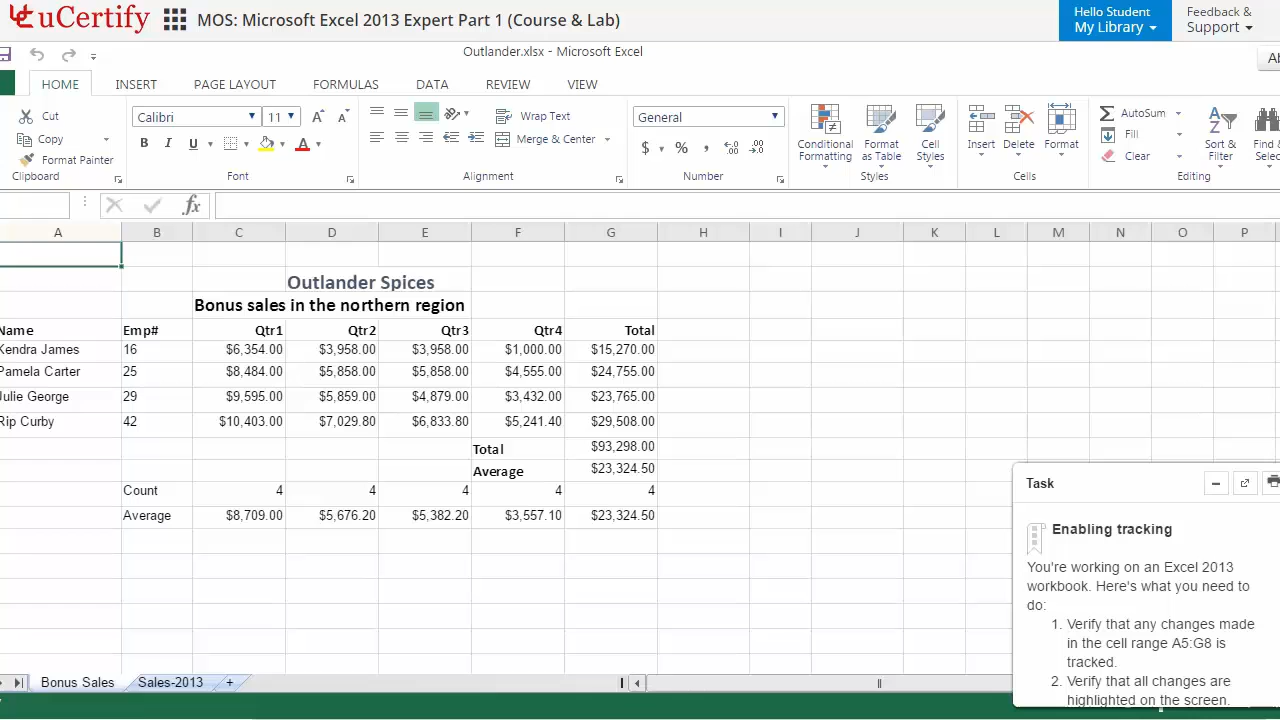 uCertify MOS: Microsoft Excel 2013 Expert Part 1 (Course & Lab) Hello Student My Library Feedback & Support
Outlander.xlsx - Microsoft Excel
HOME INSERT PAGE LAYOUT FORMULAS DATA REVIEW VIEW
Cut
Copy
Format Painter
Clipboard
Calibri 11
B I U A
Font
Wrap Text
Merge & Center
Alignment
General
$ % ,
Number
Conditional Formatting
Format as Table
Cell Styles
Styles
Insert Delete Format
Cells
AutoSum
Fill
Clear
Sort & Filter
Find &
Editing
fx
A B C D E F G H I J K L M N O P
Outlander Spices
Bonus sales in the northern region
Name Emp# Qtr1 Qtr2 Qtr3 Qtr4 Total
Kendra James 16 $6,354.00 $3,958.00 $3,958.00 $1,000.00 $15,270.00
Pamela Carter 25 $8,484.00 $5,858.00 $5,858.00 $4,555.00 $24,755.00
Julie George 29 $9,595.00 $5,859.00 $4,879.00 $3,432.00 $23,765.00
Rip Curby 42 $10,403.00 $7,029.80 $6,833.80 $5,241.40 $29,508.00
Total $93,298.00
Average $23,324.50
Count 4 4 4 4 4
Average $8,709.00 $5,676.20 $5,382.20 $3,557.10 $23,324.50
Bonus Sales Sales-2013 +
Task
Enabling tracking
You're working on an Excel 2013
workbook. Here's what you need to
do:
1. Verify that any changes made
in the cell range A5:G8 is
tracked.
2. Verify that all changes are
highlighted on the screen.